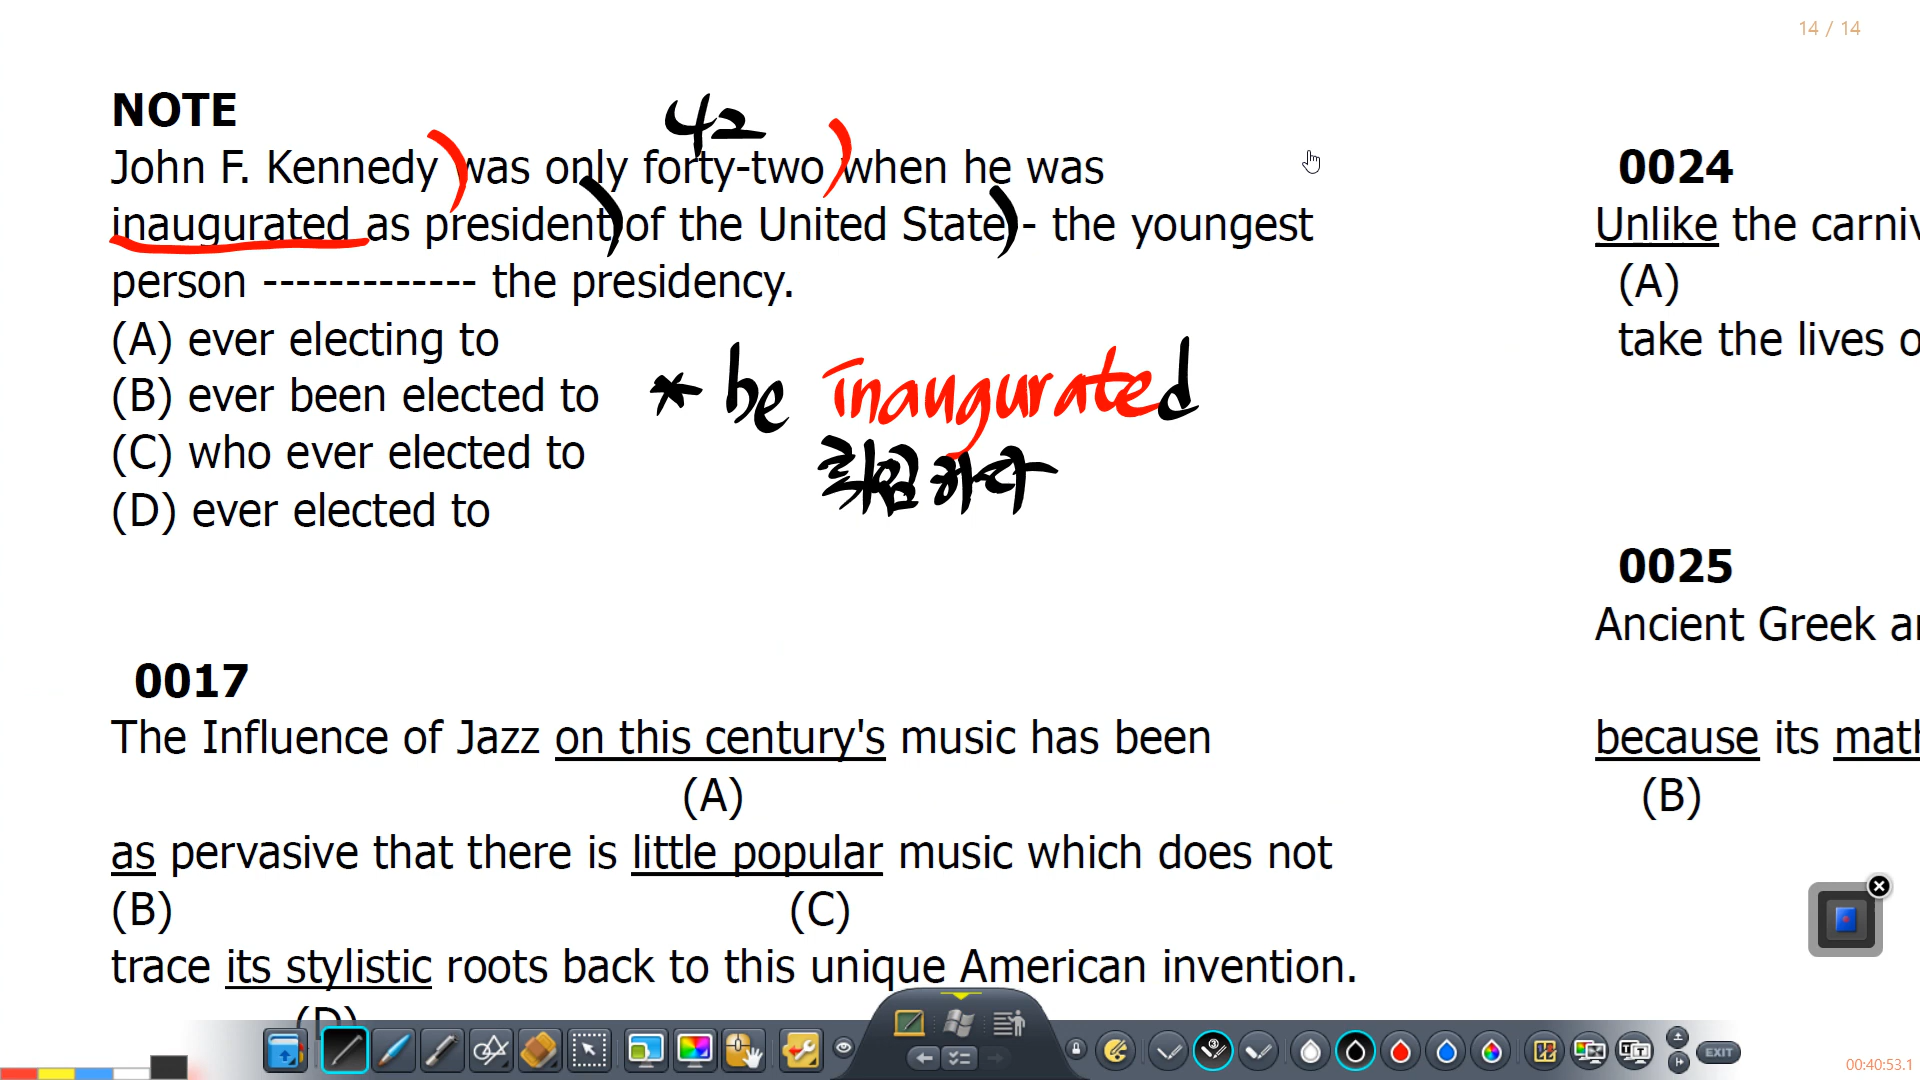 14 / 14
NOTE
42
John F. Kennedy was only forty-two when he was
inaugurated as president of the United State - the youngest
person ------------- the presidency.
(A) ever electing to
(B) ever been elected to
* be inaugurated
(C) who ever elected to
취임하다
(D) ever elected to
0017
The Influence of Jazz on this century's music has been
(A)
as pervasive that there is little popular music which does not
(B) (C)
trace its stylistic roots back to this unique American invention.
(D)
0024
Unlike the carniv
(A)
take the lives o
0025
Ancient Greek a
because its math
(B)
EXIT
00:40:53.1